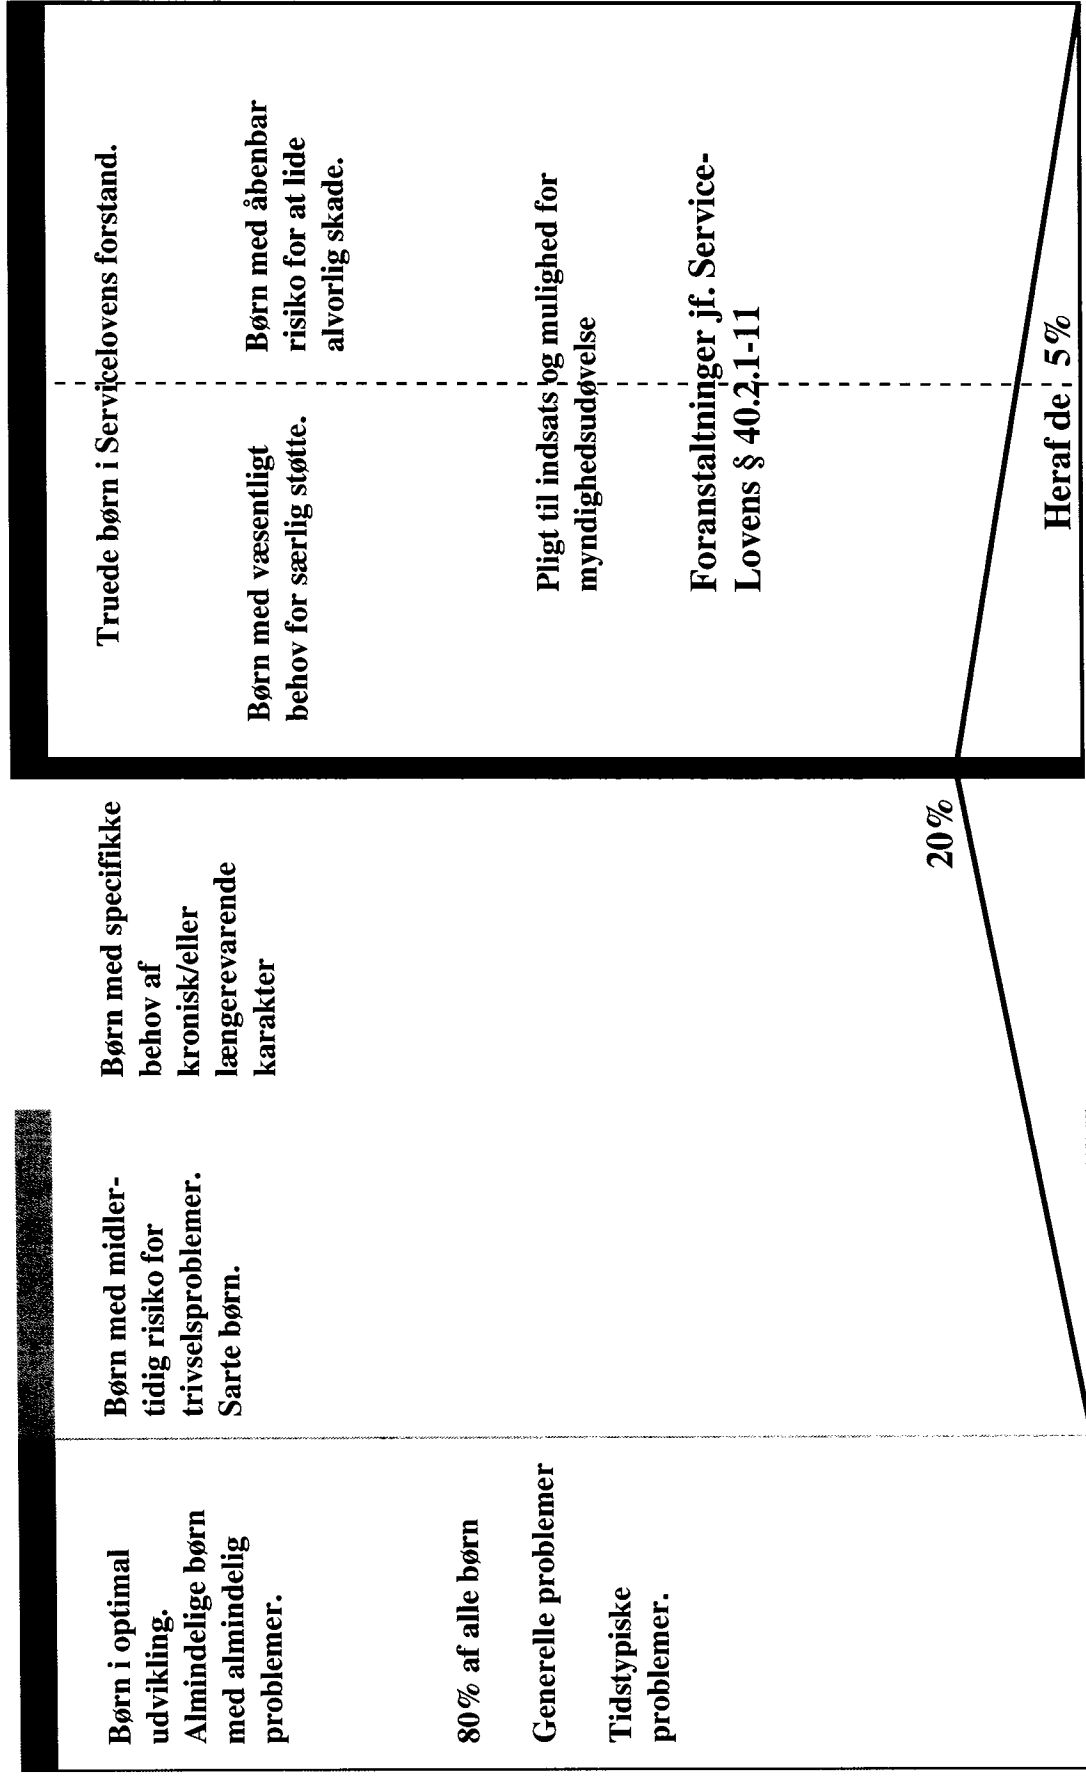 Børn i optimal
udvikling.
Almindelige børn
med almindelig
problemer.
80% af alle børn
Generelle problemer
Tidstypiske
problemer.
Børn med midler-
tidig risiko for
trivselsproblemer.
Sarte børn.
Børn med specifikke
behov af
kronisk/eller
længerevarende
karakter
20%
Truede børn i Servicelovens forstand.
Børn med væsentligt
behov for særlig støtte.
Børn med åbenbar
risiko for at lide
alvorlig skade.
Pligt til indsats og mulighed for
myndighedsudøvelse
Foranstaltninger jf. Service-
Lovens § 40.2.1-11
Heraf de 5%